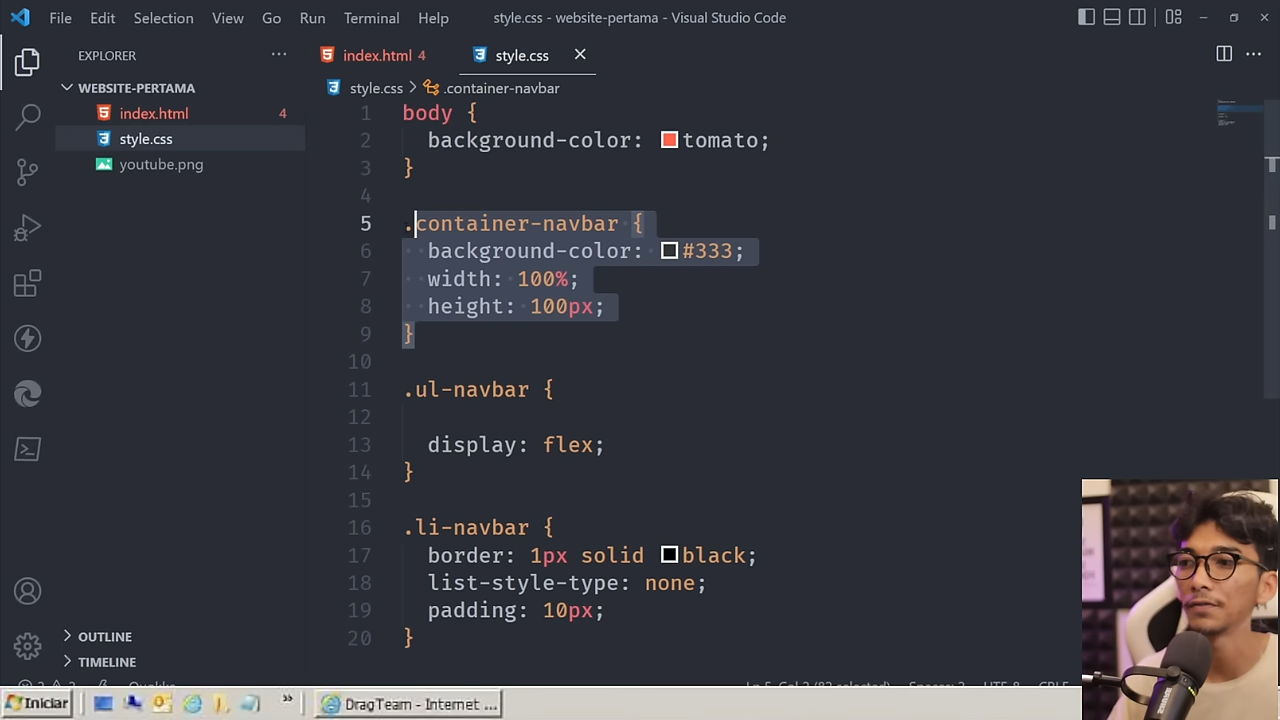 File Edit Selection View Go Run Terminal Help style.css - website-pertama - Visual Studio Code
EXPLORER
index.html 4
style.css
WEBSITE-PERTAMA
style.css > .container-navbar
index.html 4
style.css
youtube.png
1 body {
2 background-color: tomato;
3 }
4
5 .container-navbar {
6 background-color: #333;
7 width: 100%;
8 height: 100px;
9 }
10
11 .ul-navbar {
12
13 display: flex;
14 }
15
16 .li-navbar {
17 border: 1px solid black;
18 list-style-type: none;
19 padding: 10px;
20 }
OUTLINE
TIMELINE
Iniciar
DragTeam - Internet ...